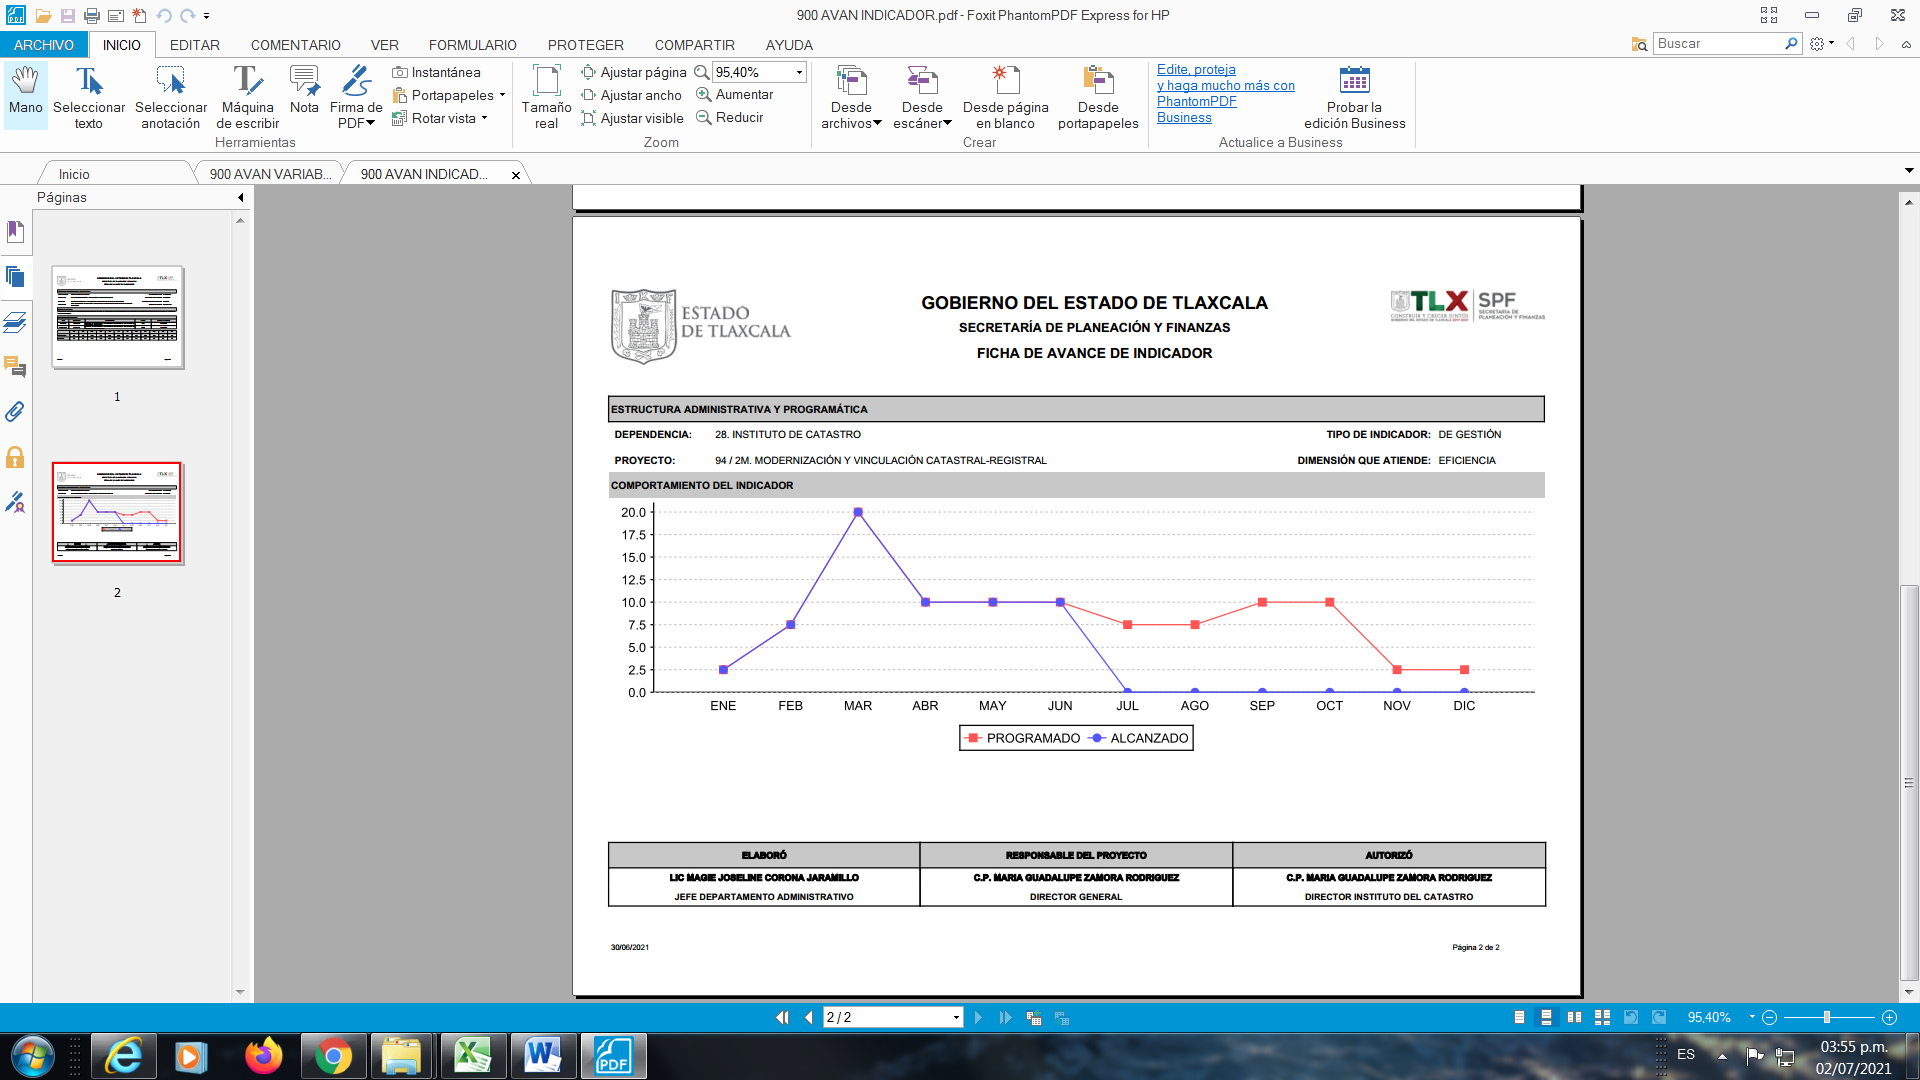 900 AVAN INDICADOR.pdf - Foxit PhantomPDF Express for HP
ARCHIVO INICIO EDITAR COMENTARIO VER FORMULARIO PROTEGER COMPARTIR AYUDA
Buscar
Mano
Seleccionar texto
Seleccionar anotación
Máquina de escribir
Nota
Firma de PDF
Instantánea
Portapapeles
Rotar vista
Herramientas
Tamaño real
Ajustar página
Ajustar ancho
Ajustar visible
95,40%
Aumentar
Reducir
Zoom
Desde archivos
Desde escáner
Desde página en blanco
Desde portapapeles
Crear
Edite, proteja
y haga mucho más con
PhantomPDF
Business
Probar la edición Business
Actualice a Business
Inicio
900 AVAN VARIAB...
900 AVAN INDICAD...
Páginas
1
2
ESTADO
DE TLAXCALA
GOBIERNO DEL ESTADO DE TLAXCALA
SECRETARÍA DE PLANEACIÓN Y FINANZAS
FICHA DE AVANCE DE INDICADOR
TLX
CONSTRUIR Y CRECER JUNTOS
SPF
SECRETARÍA DE
PLANEACIÓN Y FINANZAS
ESTRUCTURA ADMINISTRATIVA Y PROGRAMÁTICA
DEPENDENCIA: 28. INSTITUTO DE CATASTRO TIPO DE INDICADOR: DE GESTIÓN
PROYECTO: 94 / 2M. MODERNIZACIÓN Y VINCULACIÓN CATASTRAL-REGISTRAL DIMENSIÓN QUE ATIENDE: EFICIENCIA
COMPORTAMIENTO DEL INDICADOR
20.0
17.5
15.0
12.5
10.0
7.5
5.0
2.5
0.0
ENE FEB MAR ABR MAY JUN JUL AGO SEP OCT NOV DIC
PROGRAMADO ALCANZADO
ELABORÓ RESPONSABLE DEL PROYECTO AUTORIZÓ
LIC MAGIE JOSELINE CORONA JARAMILLO C.P. MARIA GUADALUPE ZAMORA RODRIGUEZ C.P. MARIA GUADALUPE ZAMORA RODRIGUEZ
JEFE DEPARTAMENTO ADMINISTRATIVO DIRECTOR GENERAL DIRECTOR INSTITUTO DEL CATASTRO
30/06/2021 Página 2 de 2
2 / 2
95,40%
ES
03:55 p.m.
02/07/2021